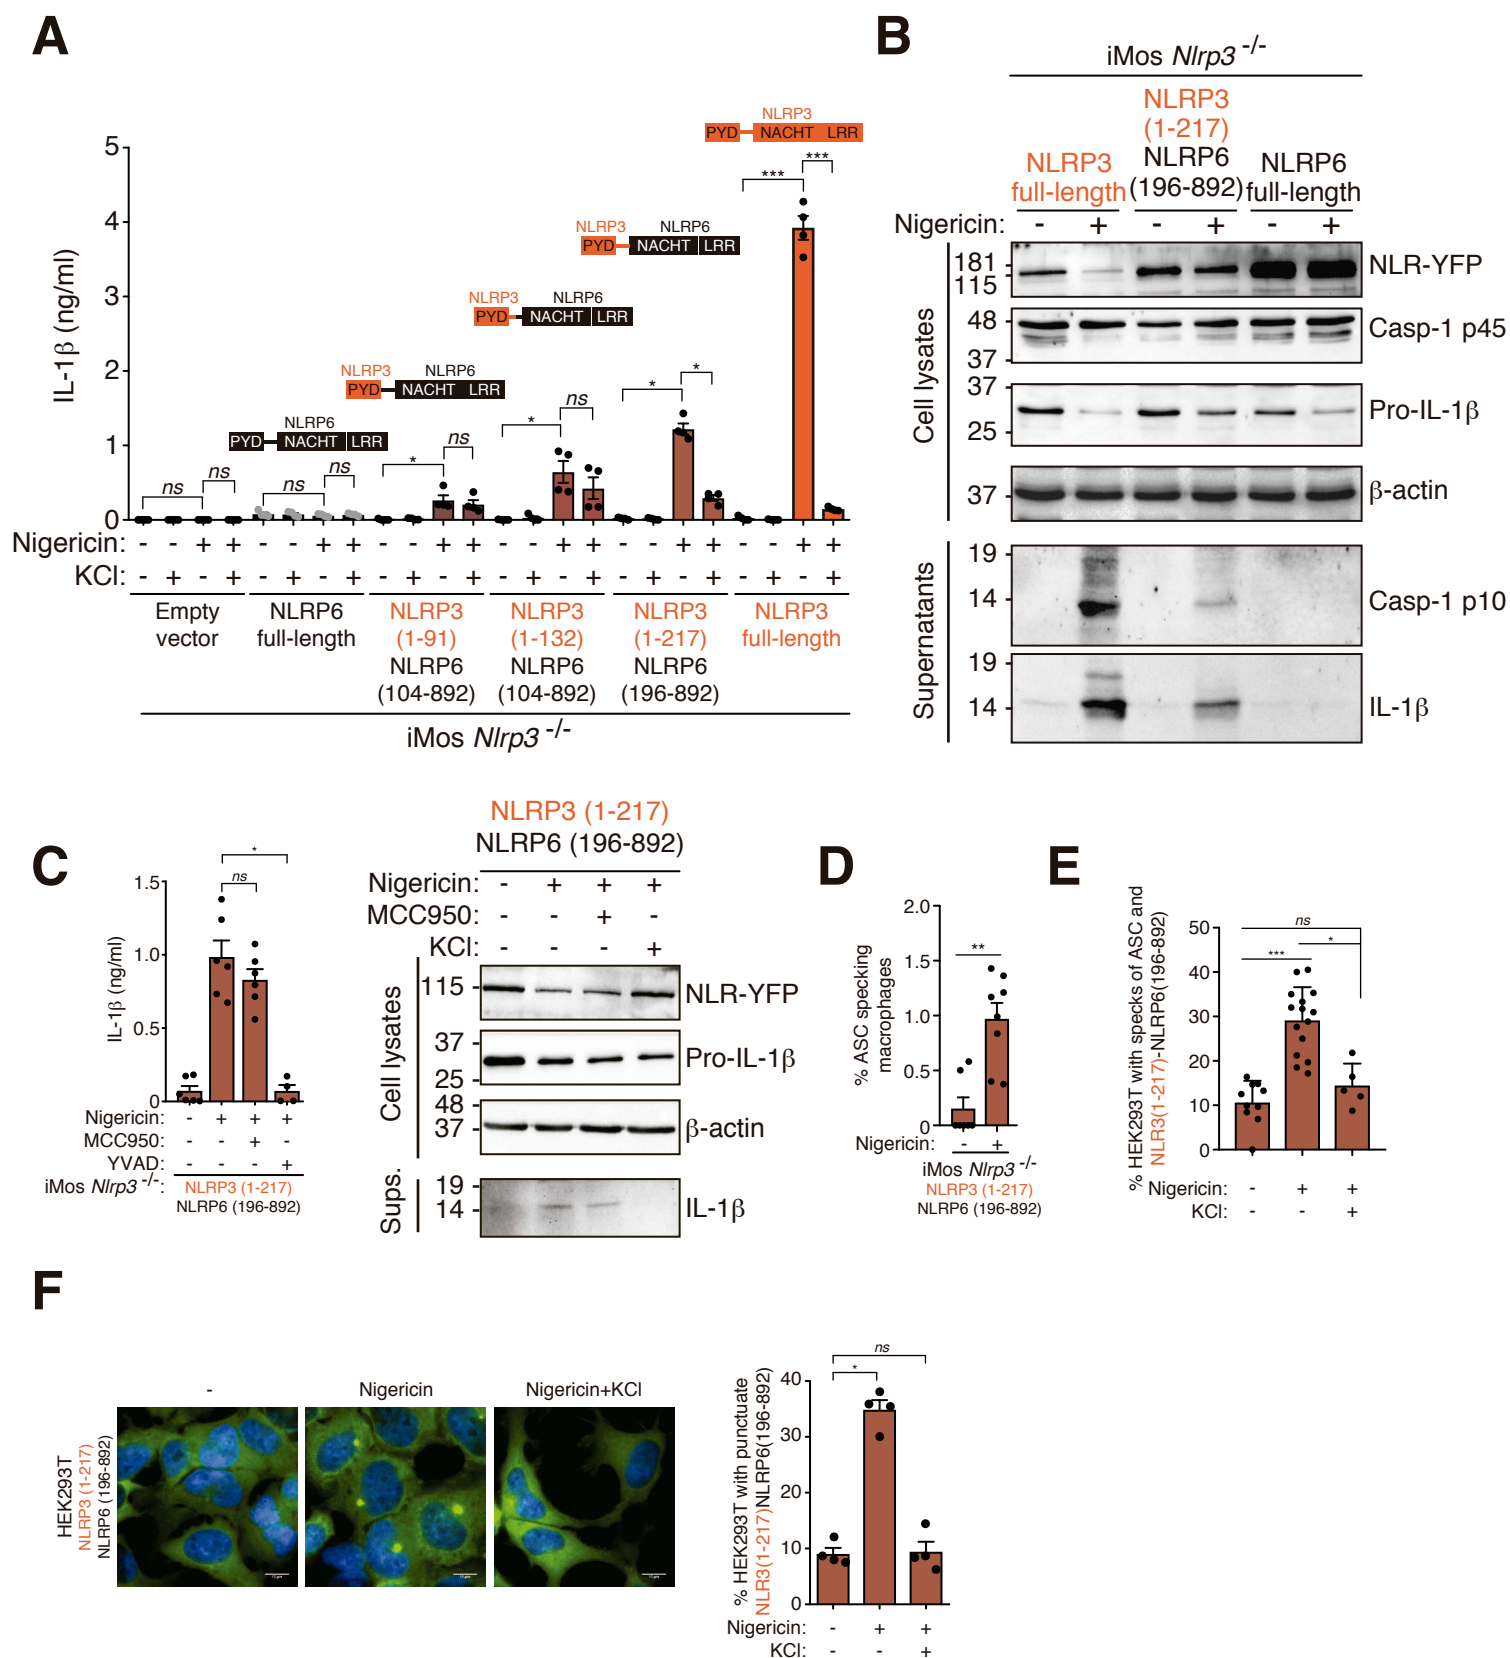 A
5
4
3
2
1
0
IL-1β (ng/ml)
NLRP3
PYD NACHT LRR
*** ***
NLRP3 NLRP6
PYD NACHT LRR
NLRP3 NLRP6
PYD NACHT LRR
NLRP3 NLRP6
PYD NACHT LRR
NLRP6
PYD NACHT LRR
ns ns ns ns * ns * ns * *
Nigericin: - - + + - - + + - - + + - - + + - - + + - - + +
KCl: - + - + - + - + - + - + - + - + - + - + - + - +
Empty vector
NLRP6 full-length
NLRP3 (1-91) NLRP6 (104-892)
NLRP3 (1-132) NLRP6 (104-892)
NLRP3 (1-217) NLRP6 (196-892)
NLRP3 full-length
iMos Nlrp3 -/-
B
iMos Nlrp3 -/-
NLRP3 full-length
NLRP3 (1-217) NLRP6 (196-892)
NLRP6 full-length
Nigericin: - + - + - +
Cell lysates
181
115
NLR-YFP
48
37
Casp-1 p45
37
25
Pro-IL-1β
37
β-actin
Supernatants
19
14
Casp-1 p10
19
14
IL-1β
C
1.5
1.0
0.5
0
IL-1β (ng/ml)
*
ns
Nigericin: - + + +
MCC950: - - + -
YVAD: - - - +
iMos Nlrp3 -/-: NLRP3 (1-217)
NLRP6 (196-892)
NLRP3 (1-217)
NLRP6 (196-892)
Nigericin: - + + +
MCC950: - - + -
KCl: - - - +
Cell lysates
115
NLR-YFP
37
25
Pro-IL-1β
48
37
β-actin
Sups.
19
14
IL-1β
D
2.0
1.5
1.0
0.5
0
% ASC specking
macrophages
**
Nigericin: - +
iMos Nlrp3 -/-
NLRP3 (1-217)
NLRP6 (196-892)
E
50
40
30
20
10
0
% HEK293T with specks of ASC and
NLR3(1-217)-NLRP6(196-892)
ns
*
***
Nigericin: - + +
KCl: - - +
F
- Nigericin Nigericin+KCl
HEK293T
NLRP3 (1-217)
NLRP6 (196-892)
40
30
20
10
0
% HEK293T with punctuate
NLR3(1-217)NLRP6(196-892)
ns
*
Nigericin: - + +
KCl: - - +